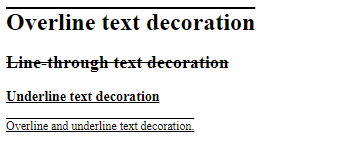 Overline text decoration
Line-through text decoration
Underline text decoration
Overline and underline text decoration.